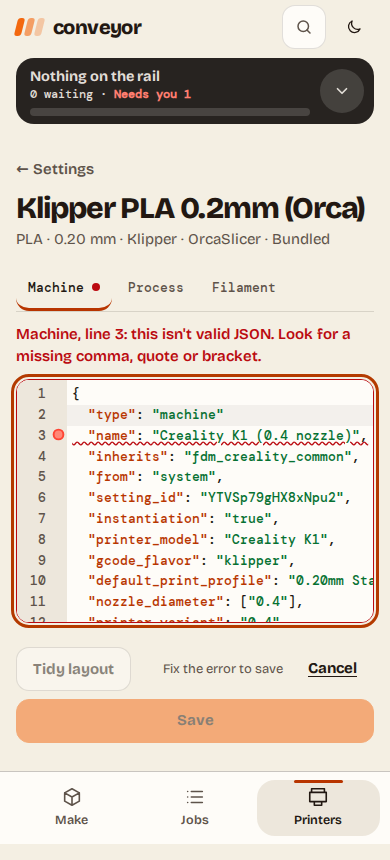 conveyor
Nothing on the rail
0 waiting · Needs you 1
← Settings
Klipper PLA 0.2mm (Orca)
PLA · 0.20 mm · Klipper · OrcaSlicer · Bundled
Machine Process Filament
Machine, line 3: this isn't valid JSON. Look for a
missing comma, quote or bracket.
1 {
2 "type": "machine"
3 "name": "Creality K1 (0.4 nozzle)",
4 "inherits": "fdm_creality_common",
5 "from": "system",
6 "setting_id": "YTVSp79gHX8xNpu2",
7 "instantiation": "true",
8 "printer_model": "Creality K1",
9 "gcode_flavor": "klipper",
10 "default_print_profile": "0.20mm Sta
11 "nozzle_diameter": ["0.4"],
12 "printer_variant": "0.4"
Tidy layout Fix the error to save Cancel
Save
Make Jobs Printers